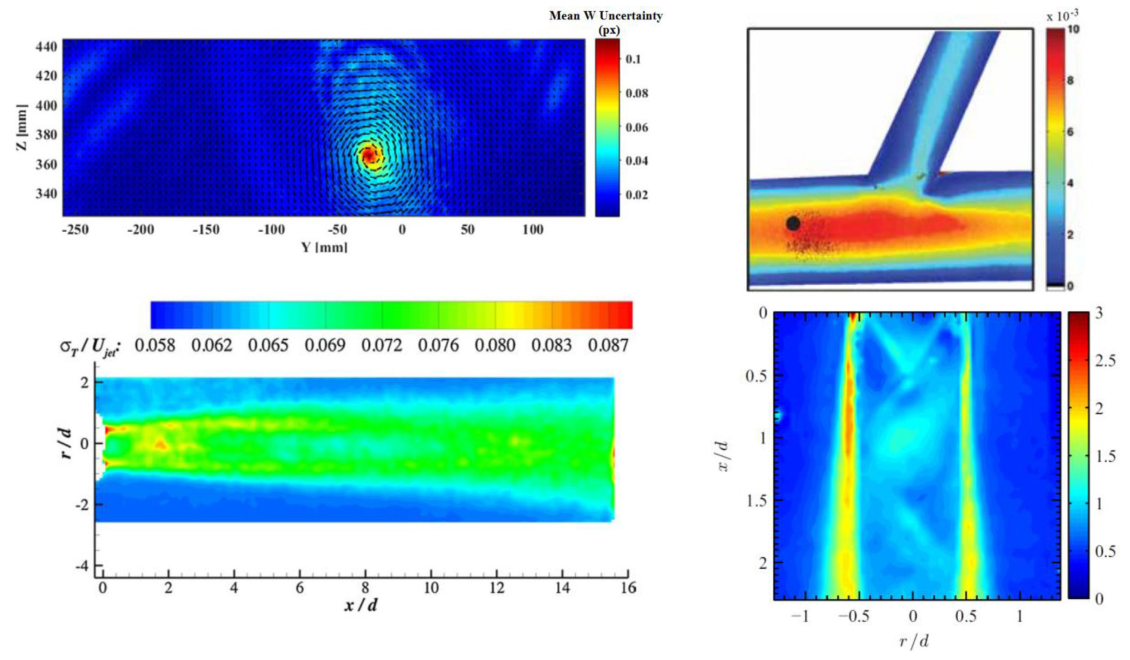 Mean W Uncertainty
(px)
440
420
400
380
360
340
Z [mm]
-250 -200 -150 -100 -50 0 50 100
Y [mm]
0.1
0.08
0.06
0.04
0.02
x 10⁻³
10
8
6
4
2
0
σT / Ujet: 0.058 0.062 0.065 0.069 0.072 0.076 0.080 0.083 0.087
2
0
-2
-4
r / d
0 2 4 6 8 10 12 14 16
x / d
0
0.5
1
1.5
2
x/d
−1 −0.5 0 0.5 1
r/d
3
2.5
2
1.5
1
0.5
0